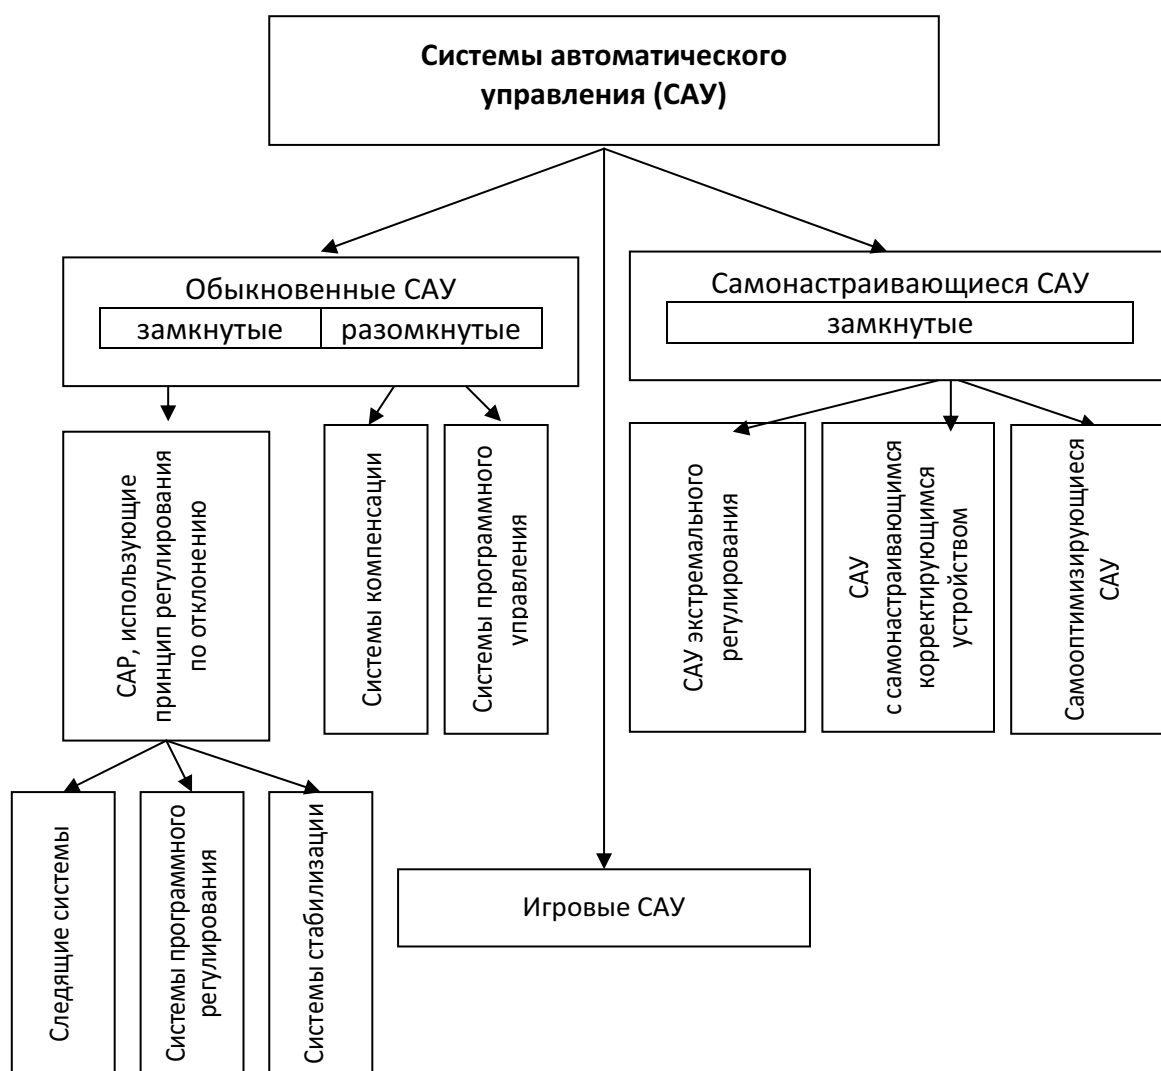 Системы автоматического
управления (САУ)
Обыкновенные САУ
замкнутые
разомкнутые
Самонастраивающиеся САУ
замкнутые
САР, использующие
принцип регулирования
по отклонению
Системы компенсации
Системы программного
управления
САУ экстремального
регулирования
САУ
с самонастраивающимся
корректирующимся
устройством
Самооптимизирующиеся
САУ
Следящие системы
Системы программного
регулирования
Системы стабилизации
Игровые САУ